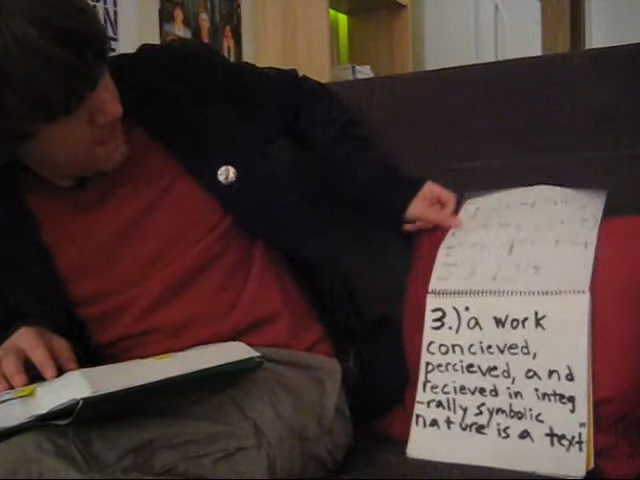 3.) "a work
concieved,
percieved, and
recieved in integ
-rally symbolic
nature is a text"